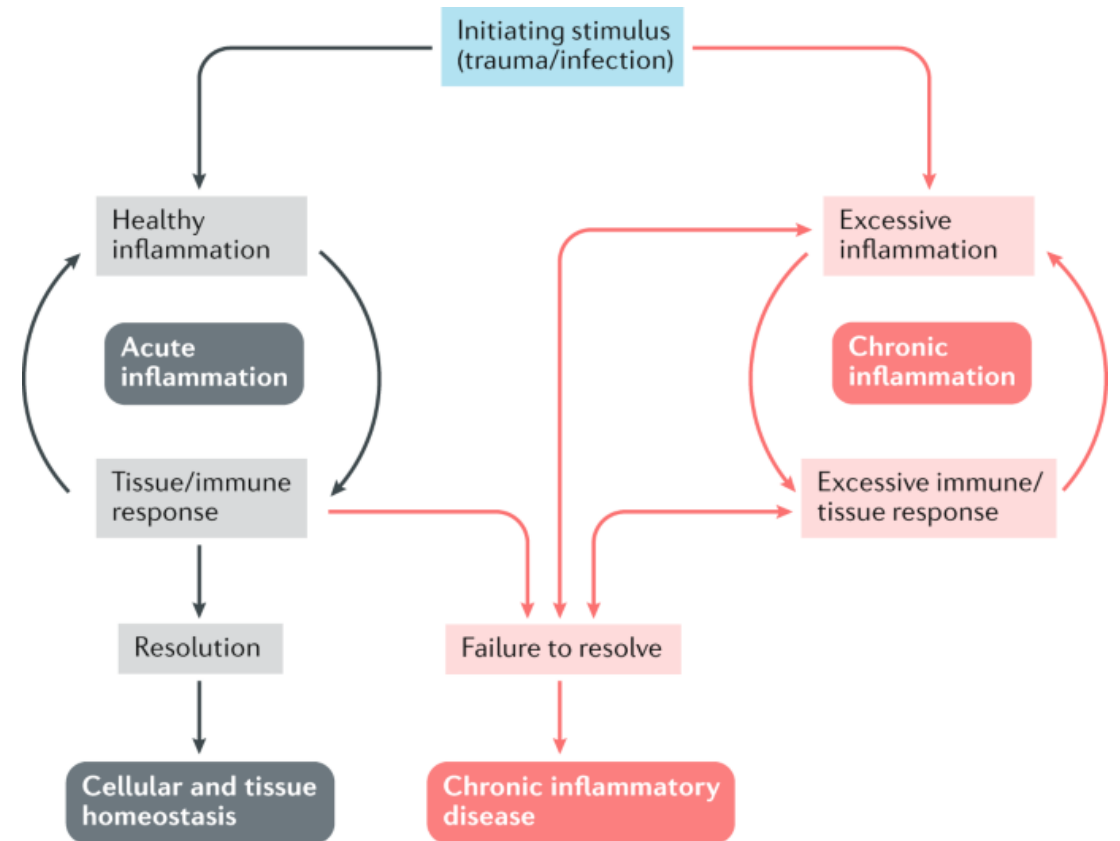 Initiating stimulus
(trauma/infection)
Healthy
inflammation
Excessive
inflammation
Acute
inflammation
Chronic
inflammation
Tissue/immune
response
Excessive immune/
tissue response
Resolution
Failure to resolve
Cellular and tissue
homeostasis
Chronic inflammatory
disease